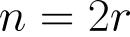 n = 2r